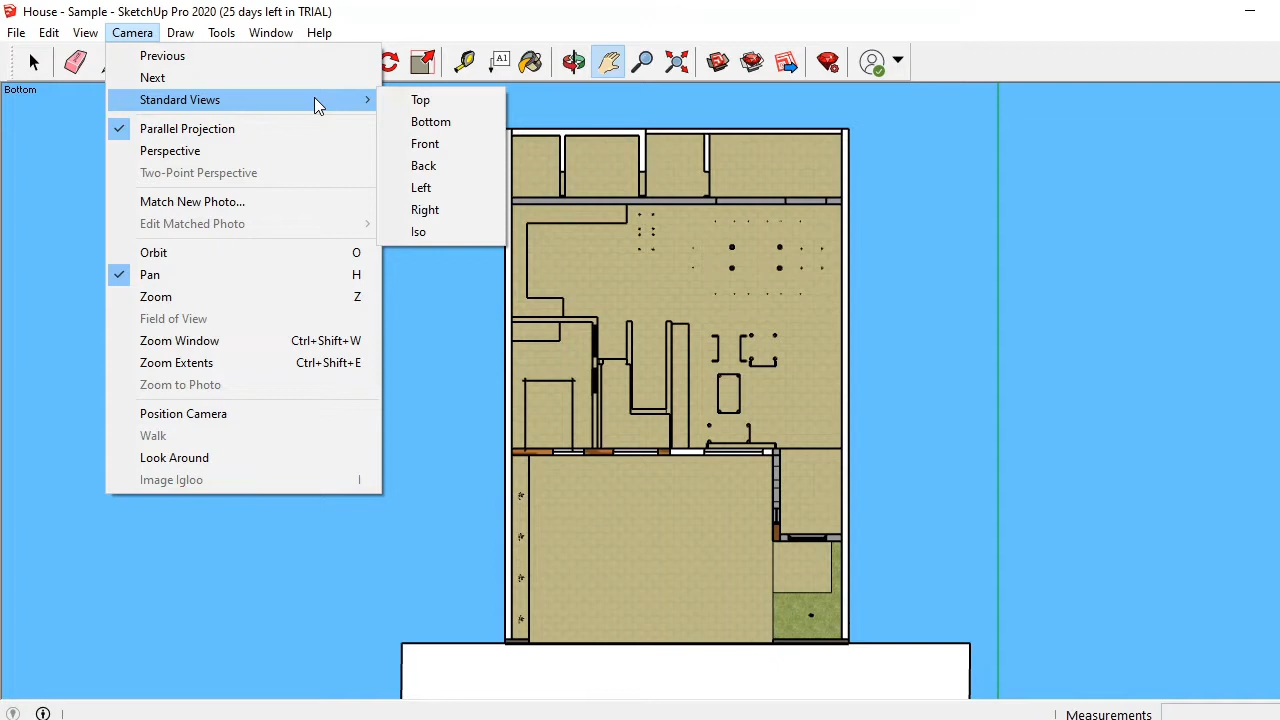 House - Sample - SketchUp Pro 2020 (25 days left in TRIAL)
File Edit View Camera Draw Tools Window Help
A1
Bottom
Previous
Next
Standard Views
Parallel Projection
Perspective
Two-Point Perspective
Match New Photo...
Edit Matched Photo
Orbit O
Pan H
Zoom Z
Field of View
Zoom Window Ctrl+Shift+W
Zoom Extents Ctrl+Shift+E
Zoom to Photo
Position Camera
Walk
Look Around
Image Igloo I
Top
Bottom
Front
Back
Left
Right
Iso
Measurements